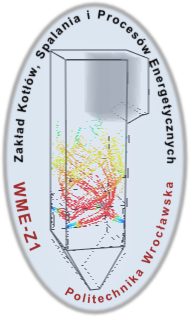 Zakład Kotłów, Spalania i Procesów Energetycznych
WME-Z1
Politechnika Wrocławska